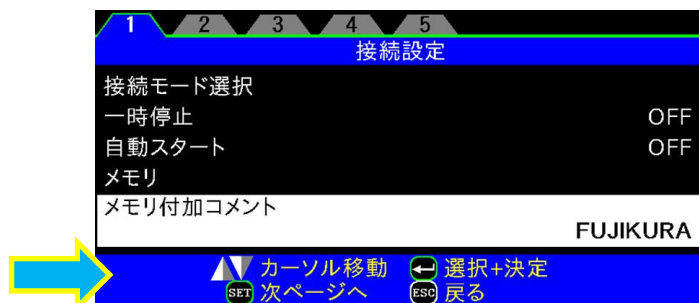 1 2 3 4 5
接続設定
接続モード選択
一時停止 OFF
自動スタート OFF
メモリ
メモリ付加コメント
FUJIKURA
カーソル移動 選択+決定
SET 次ページへ ESC 戻る